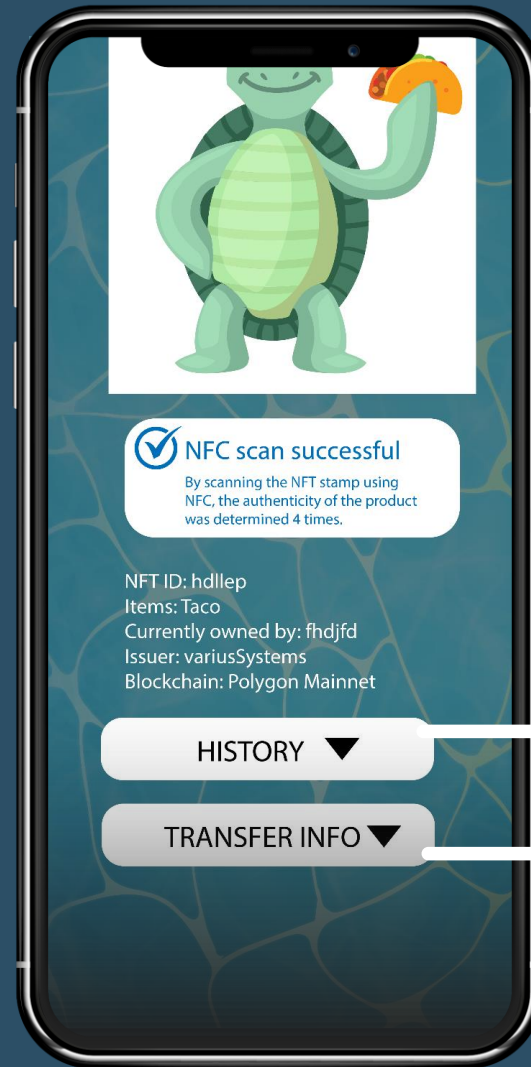 NFC scan successful
By scanning the NFT stamp using
NFC, the authenticity of the product
was determined 4 times.
NFT ID: hdllep
Items: Taco
Currently owned by: fhdjfd
Issuer: variusSystems
Blockchain: Polygon Mainnet
HISTORY
TRANSFER INFO